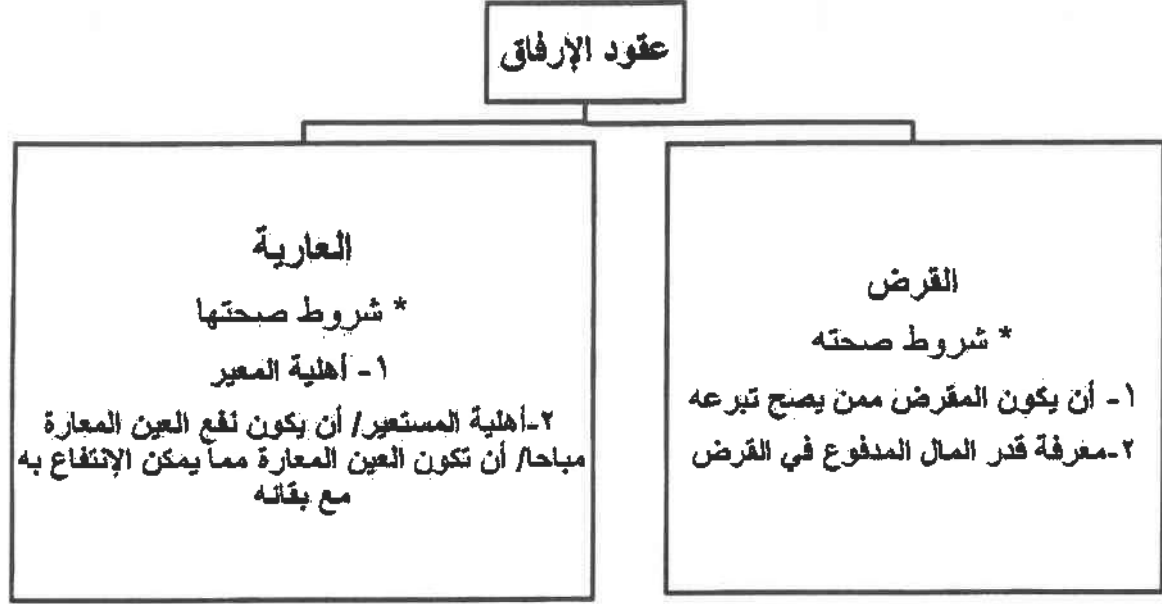 عقود الإرفاق
القرض
* شروط صحته
١- أن يكون المقرض ممن يصح تبرعه
٢-معرفة قدر المال المدفوع في القرض
العارية
* شروط صحتها
١- أهلية المعير
٢-أهلية المستعير/ أن يكون نفع العين المعارة
مباحا/ أن تكون العين المعارة مما يمكن الإنتفاع به
مع بقائه